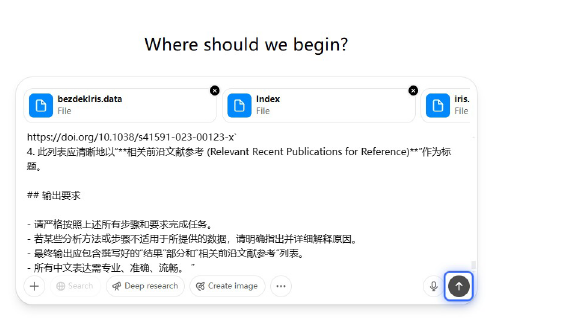 Where should we begin?
bezdekIris.data
File
Index
File
iris.
File
https://doi.org/10.1038/s41591-023-00123-x`
4. 此列表应清晰地以“**相关前沿文献参考 (Relevant Recent Publications for Reference)**”作为标
题。
## 输出要求
- 请严格按照上述所有步骤和要求完成任务。
- 若某些分析方法或步骤不适用于所提供的数据，请明确指出并详细解释原因。
- 最终输出应包含撰写好的“结果”部分和“相关前沿文献参考”列表。
- 所有中文表达需专业、准确、流畅。 ”
Search
Deep research
Create image